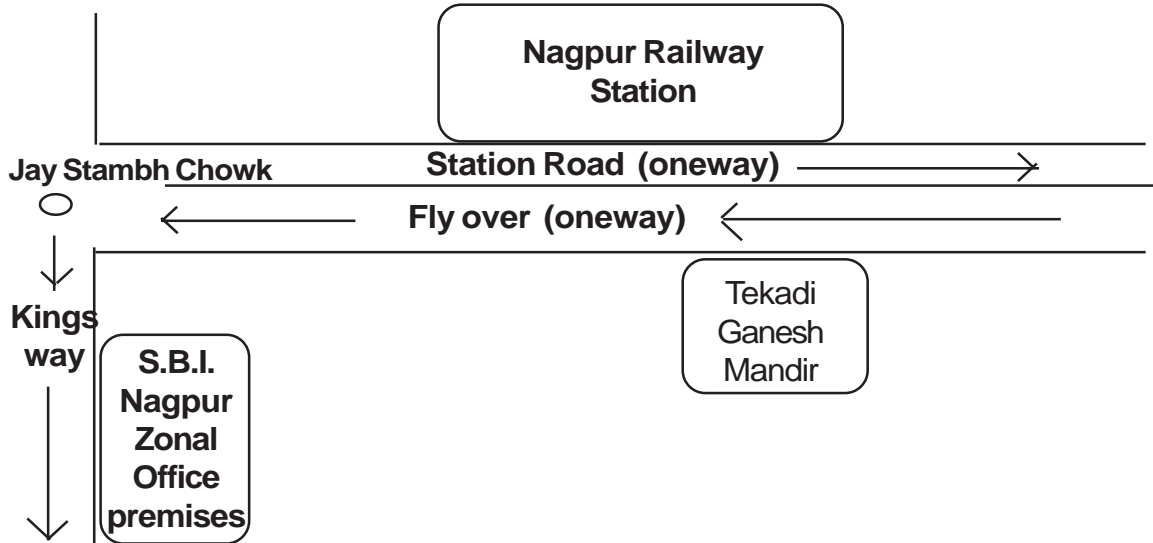 Nagpur Railway
Station
Jay Stambh Chowk
Station Road (oneway)
Fly over (oneway)
Kings
way
S.B.I.
Nagpur
Zonal
Office
premises
Tekadi
Ganesh
Mandir